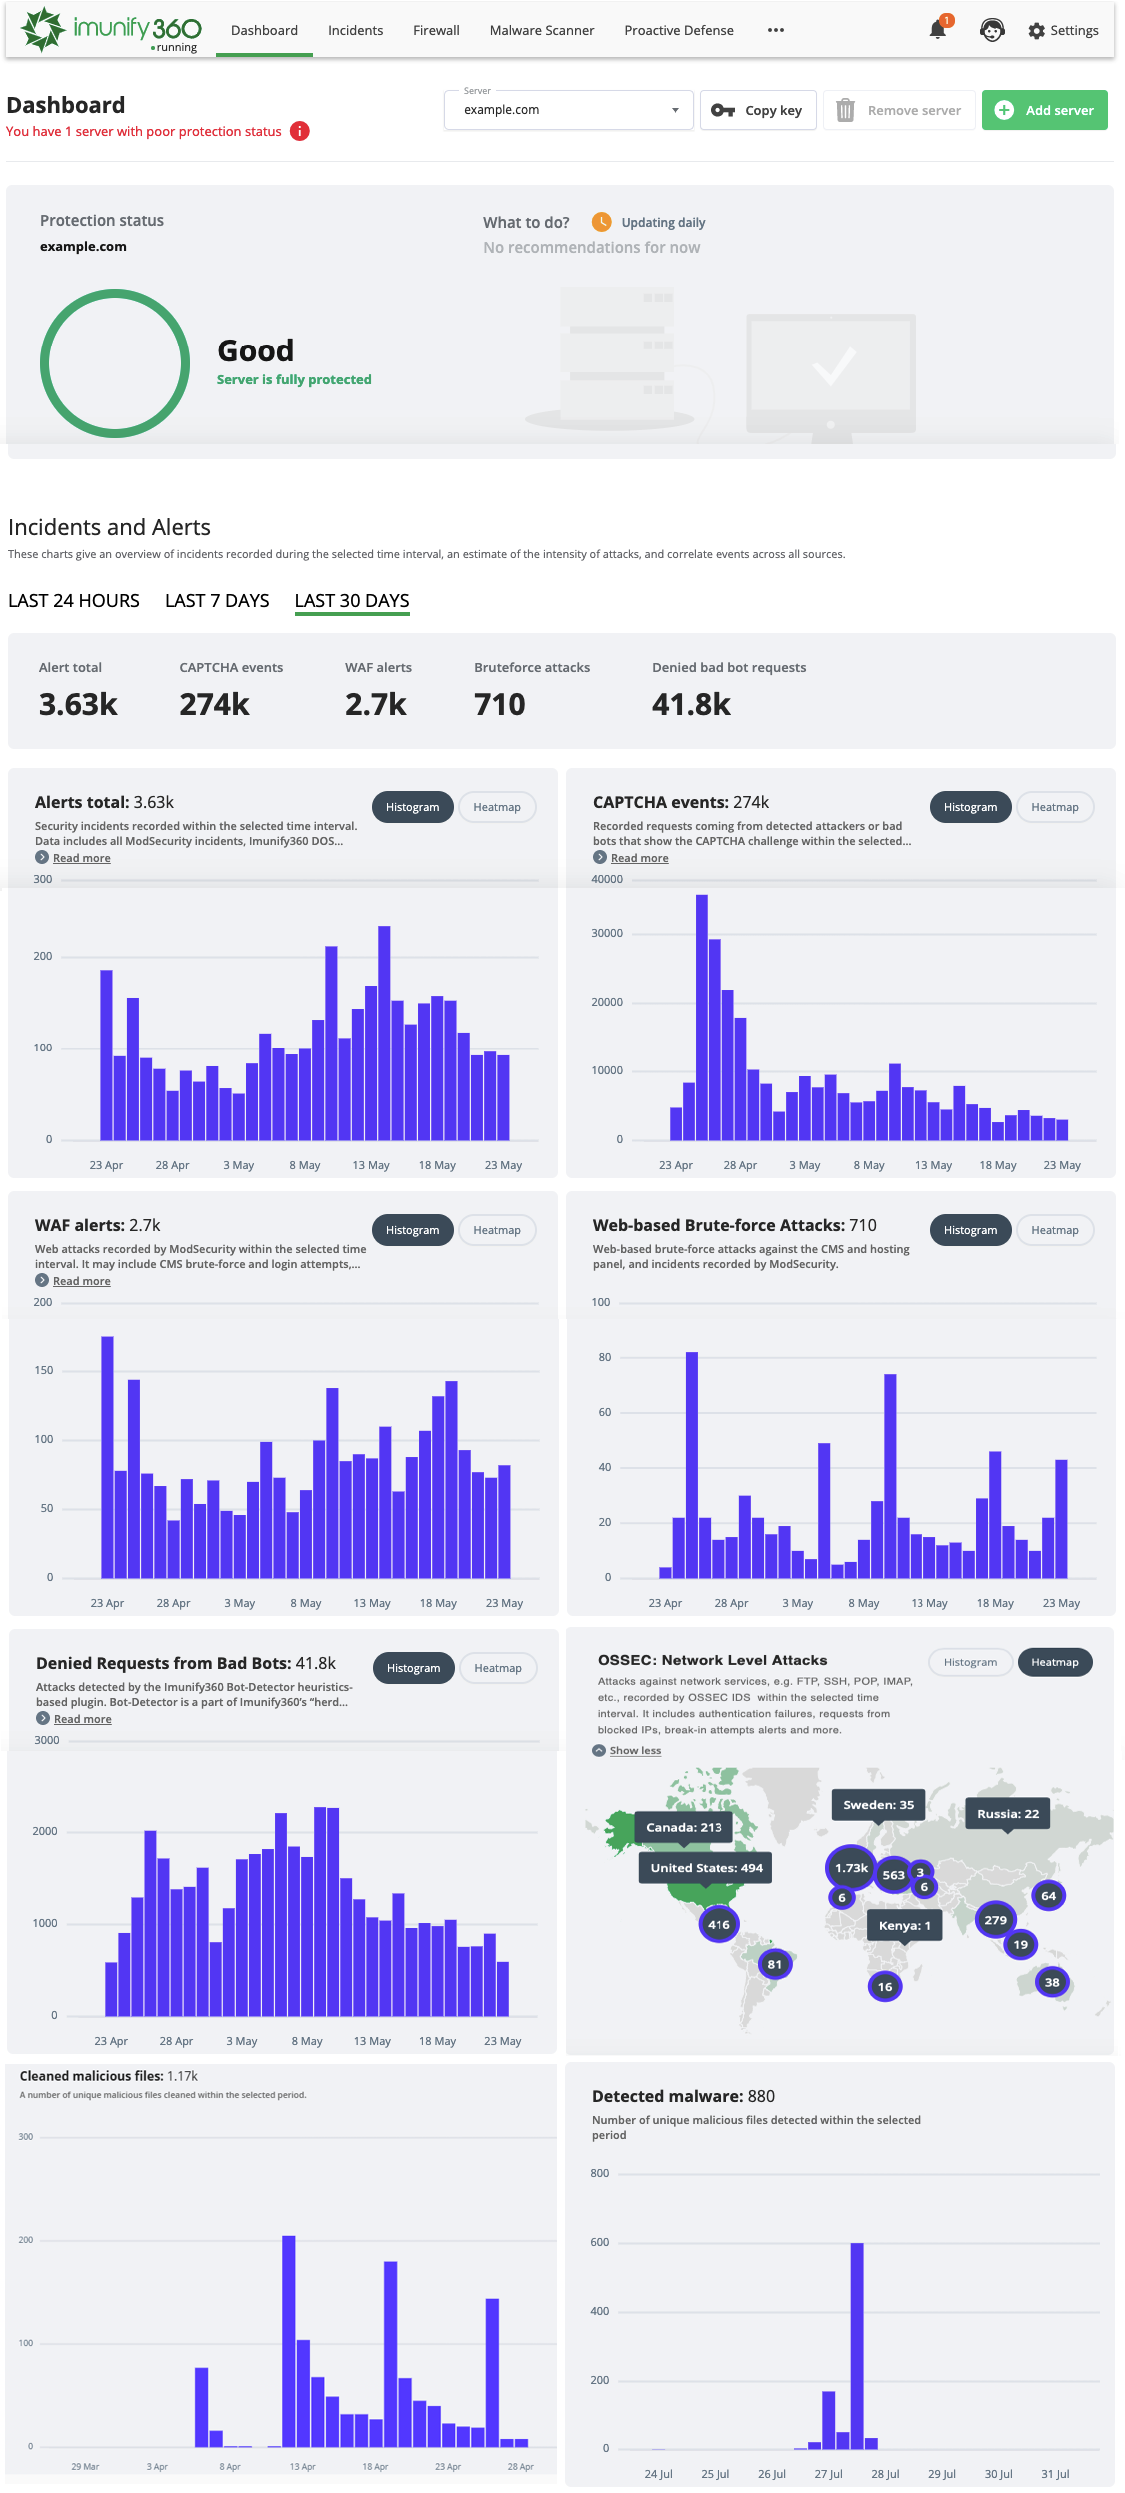 imunify360
running
Dashboard Incidents Firewall Malware Scanner Proactive Defense ••• 1 Settings
Dashboard
You have 1 server with poor protection status i
Server
example.com
Copy key
Remove server
Add server
Protection status
example.com
What to do? Updating daily
No recommendations for now
Good
Server is fully protected
Incidents and Alerts
These charts give an overview of incidents recorded during the selected time interval, an estimate of the intensity of attacks, and correlate events across all sources.
LAST 24 HOURS LAST 7 DAYS LAST 30 DAYS
Alert total CAPTCHA events WAF alerts Bruteforce attacks Denied bad bot requests
3.63k 274k 2.7k 710 41.8k
Alerts total: 3.63k
Histogram Heatmap
Security incidents recorded within the selected time interval.
Data includes all ModSecurity incidents, Imunify360 DOS...
Read more
300
200
100
0
23 Apr 28 Apr 3 May 8 May 13 May 18 May 23 May
CAPTCHA events: 274k
Histogram Heatmap
Recorded requests coming from detected attackers or bad
bots that show the CAPTCHA challenge within the selected...
Read more
40000
30000
20000
10000
0
23 Apr 28 Apr 3 May 8 May 13 May 18 May 23 May
WAF alerts: 2.7k
Histogram Heatmap
Web attacks recorded by ModSecurity within the selected time
interval. It may include CMS brute-force and login attempts,...
Read more
200
150
100
50
0
23 Apr 28 Apr 3 May 8 May 13 May 18 May 23 May
Web-based Brute-force Attacks: 710
Histogram Heatmap
Web-based brute-force attacks against the CMS and hosting
panel, and incidents recorded by ModSecurity.
100
80
60
40
20
0
23 Apr 28 Apr 3 May 8 May 13 May 18 May 23 May
Denied Requests from Bad Bots: 41.8k
Histogram Heatmap
Attacks detected by the Imunify360 Bot-Detector heuristics-
based plugin. Bot-Detector is a part of Imunify360's "herd...
Read more
3000
2000
1000
0
23 Apr 28 Apr 3 May 8 May 13 May 18 May 23 May
OSSEC: Network Level Attacks
Histogram Heatmap
Attacks against network services, e.g. FTP, SSH, POP, IMAP,
etc., recorded by OSSEC IDS within the selected time
interval. It includes authentication failures, requests from
blocked IPs, break-in attempts alerts and more.
Show less
Sweden: 35
Russia: 22
Canada: 213
United States: 494
1.73k
563
3
6
6
64
416
Kenya: 1
279
19
81
16
38
Cleaned malicious files: 1.17k
A number of unique malicious files cleaned within the selected period.
300
200
100
0
29 Mar 3 Apr 8 Apr 13 Apr 18 Apr 23 Apr 28 Apr
Detected malware: 880
Number of unique malicious files detected within the selected
period
800
600
400
200
0
24 Jul 25 Jul 26 Jul 27 Jul 28 Jul 29 Jul 30 Jul 31 Jul